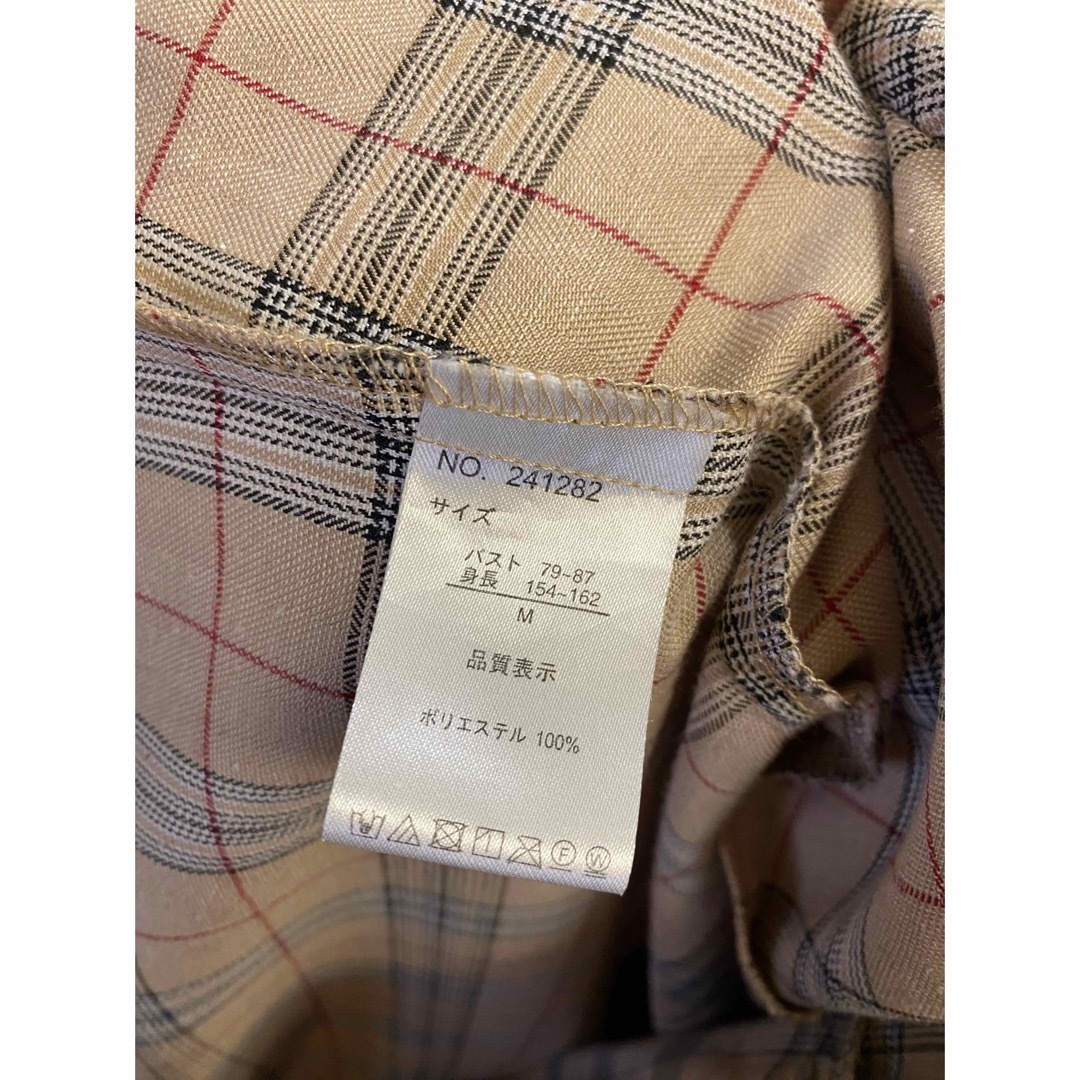 NO. 241282
サイズ
バスト 79-87
身長 154~162
M
品質表示
ポリエステル 100%
F W